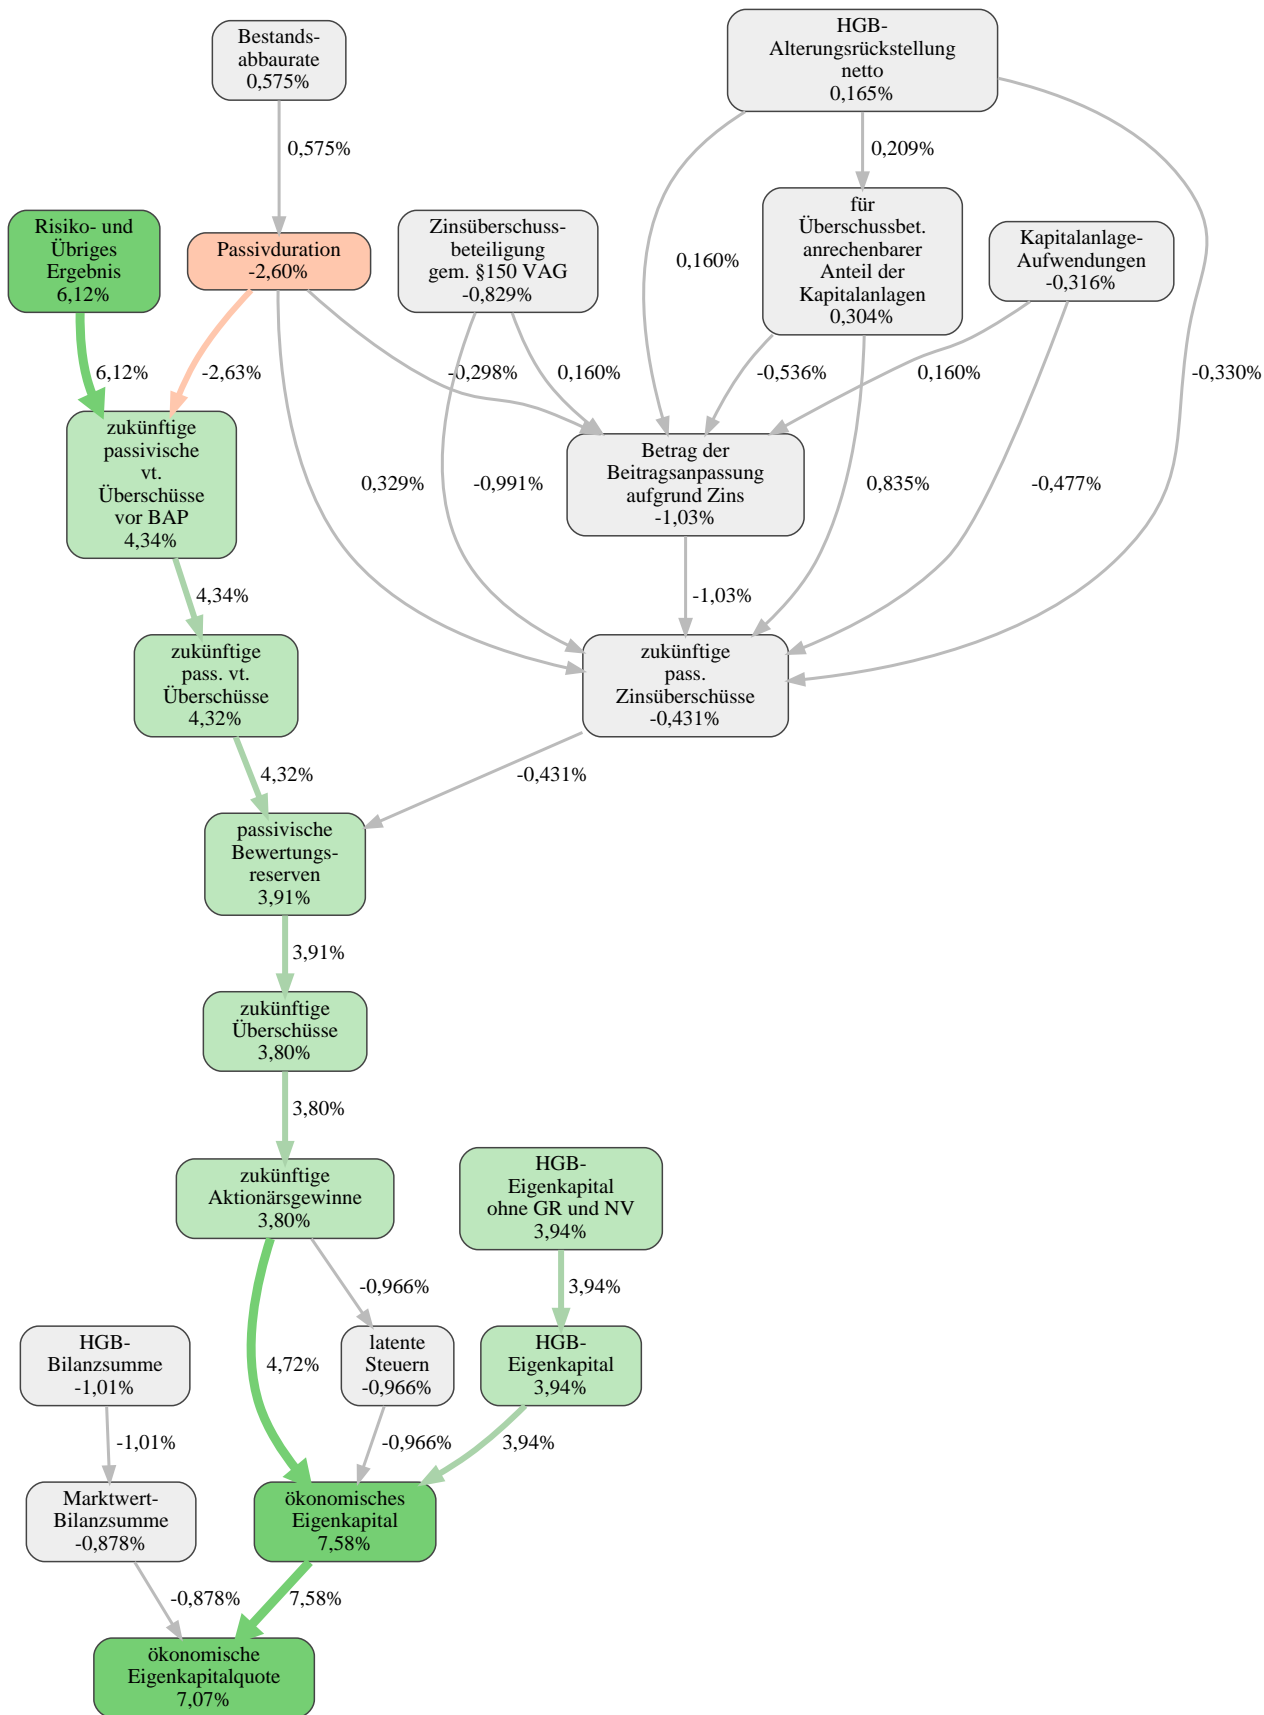 Bestands-
abbaurate
0,575%
HGB-
Alterungsrückstellung
netto
0,165%
0,575%
0,209%
Risiko- und
Übriges
Ergebnis
6,12%
Passivduration
-2,60%
Zinsüberschuss-
beteiligung
gem. §150 VAG
-0,829%
0,160%
für
Überschussbet.
anrechenbarer
Anteil der
Kapitalanlagen
0,304%
Kapitalanlage-
Aufwendungen
-0,316%
6,12%
-2,63%
-0,298%
0,160%
-0,536%
0,160%
-0,330%
zukünftige
passivische
vt.
Überschüsse
vor BAP
4,34%
0,329%
-0,991%
Betrag der
Beitragsanpassung
aufgrund Zins
-1,03%
0,835%
-0,477%
4,34%
-1,03%
zukünftige
pass. vt.
Überschüsse
4,32%
zukünftige
pass.
Zinsüberschüsse
-0,431%
4,32%
-0,431%
passivische
Bewertungs-
reserven
3,91%
3,91%
zukünftige
Überschüsse
3,80%
3,80%
zukünftige
Aktionärsgewinne
3,80%
HGB-
Eigenkapital
ohne GR und NV
3,94%
-0,966%
3,94%
HGB-
Bilanzsumme
-1,01%
4,72%
latente
Steuern
-0,966%
HGB-
Eigenkapital
3,94%
-1,01%
-0,966%
3,94%
Marktwert-
Bilanzsumme
-0,878%
ökonomisches
Eigenkapital
7,58%
-0,878%
7,58%
ökonomische
Eigenkapitalquote
7,07%